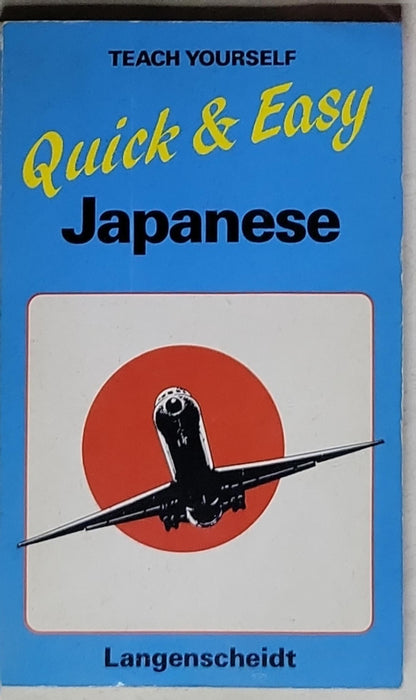 TEACH YOURSELF
Quick & Easy
Japanese
Langenscheidt